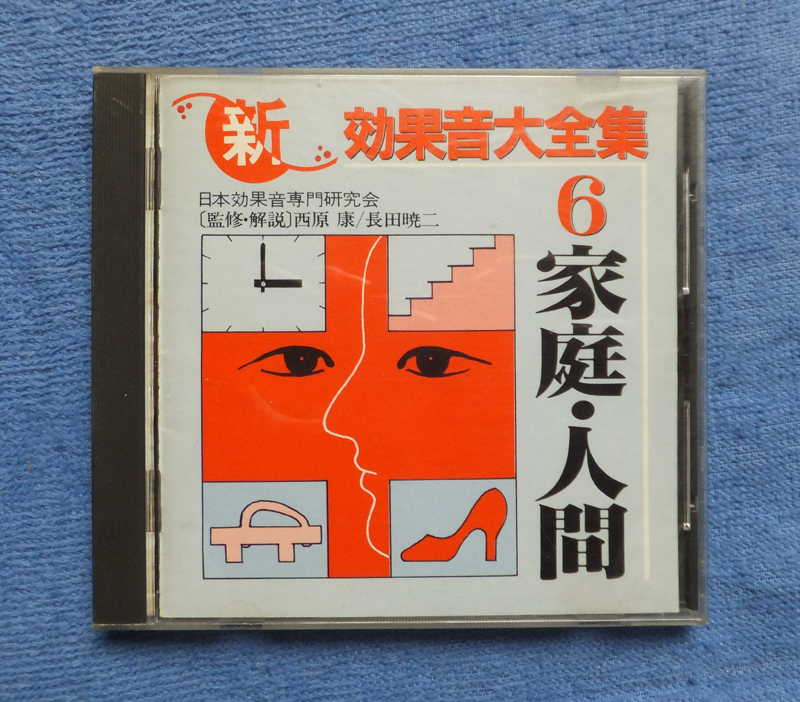 新 効果音大全集
日本効果音専門研究会
〔監修・解説〕西原 康/長田暁二
6 家庭・人間